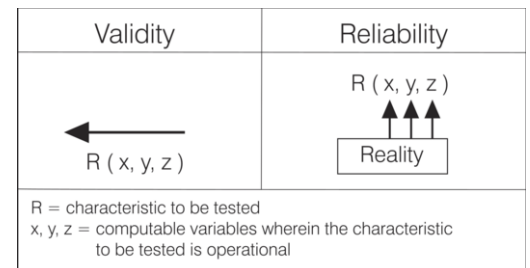 Validity
Reliability
R ( x, y, z )
R ( x, y, z )
Reality
R = characteristic to be tested
x, y, z = computable variables wherein the characteristic
to be tested is operational